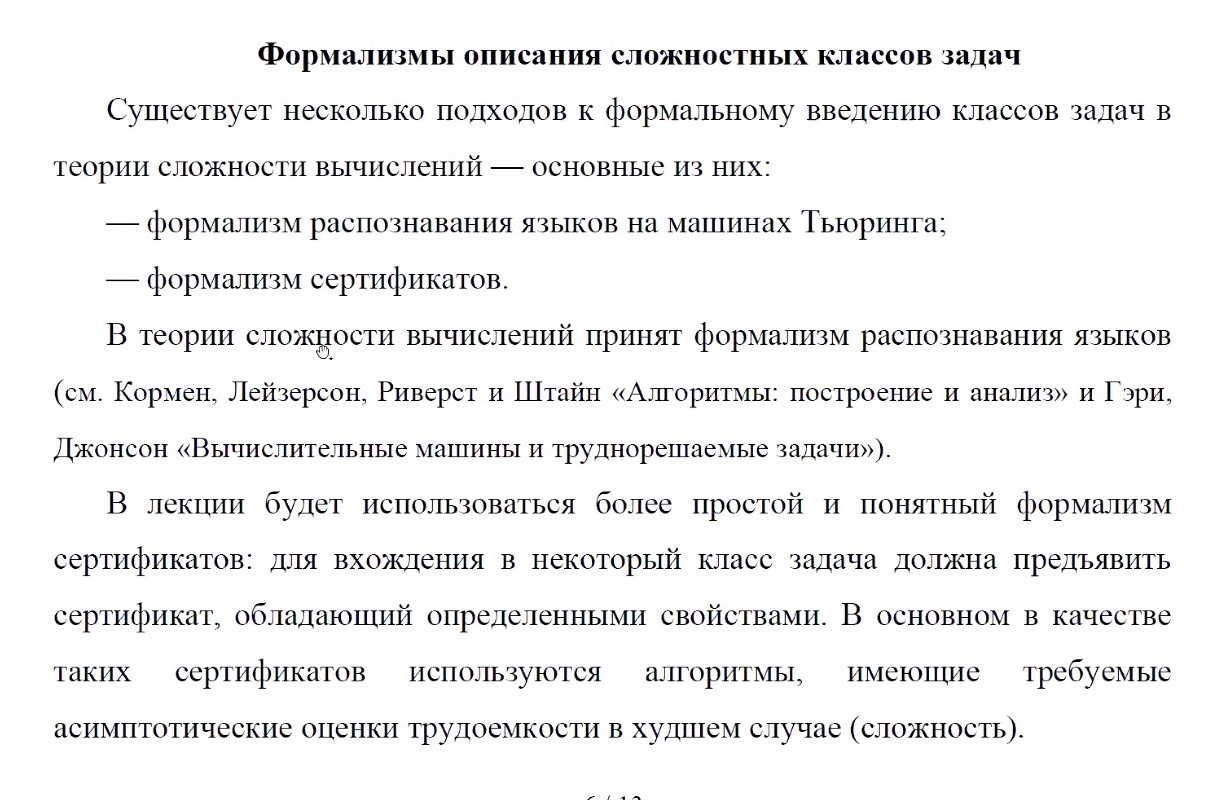 Формализмы описания сложностных классов задач
Существует несколько подходов к формальному введению классов задач в
теории сложности вычислений — основные из них:
— формализм распознавания языков на машинах Тьюринга;
— формализм сертификатов.
В теории сложности вычислений принят формализм распознавания языков
(см. Кормен, Лейзерсон, Риверст и Штайн «Алгоритмы: построение и анализ» и Гэри,
Джонсон «Вычислительные машины и труднорешаемые задачи»).
В лекции будет использоваться более простой и понятный формализм
сертификатов: для вхождения в некоторый класс задача должна предъявить
сертификат, обладающий определенными свойствами. В основном в качестве
таких сертификатов используются алгоритмы, имеющие требуемые
асимптотические оценки трудоемкости в худшем случае (сложность).